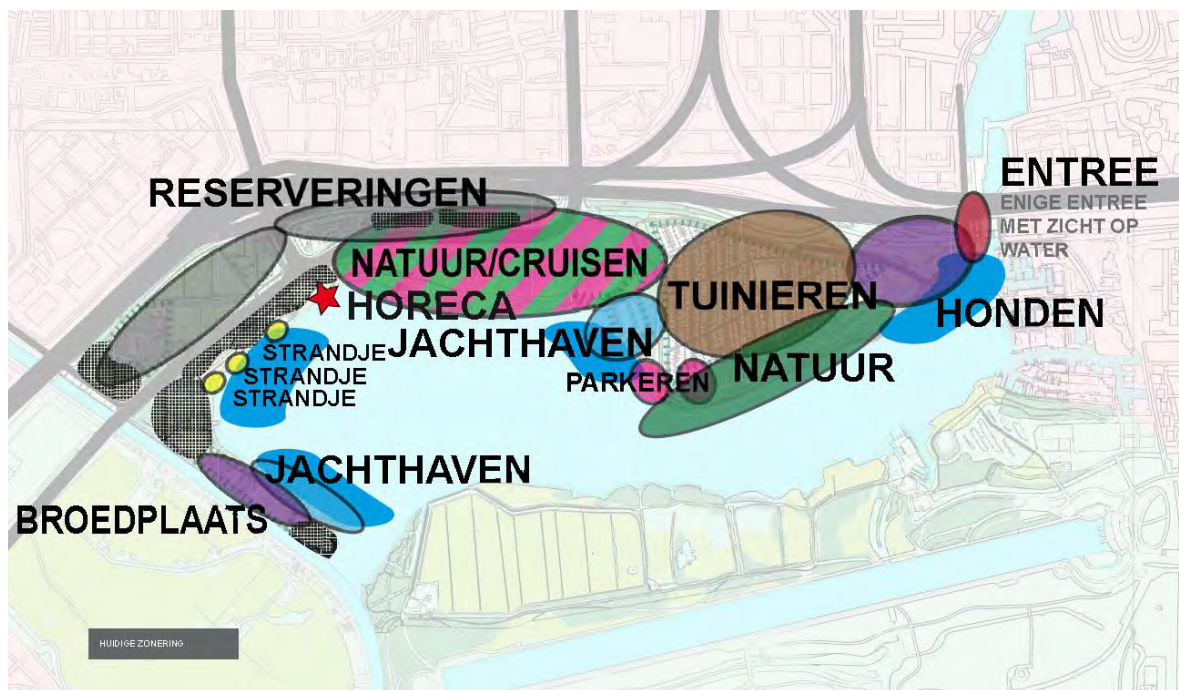 RESERVERINGEN
ENTREE
ENIGE ENTREE
MET ZICHT OP
WATER
NATUUR/CRUISEN
HORECA
TUINIEREN
HONDEN
JACHTHAVEN
STRANDJE
STRANDJE
STRANDJE
PARKEREN
NATUUR
JACHTHAVEN
BROEDPLAATS
HUIDIGE ZONERING